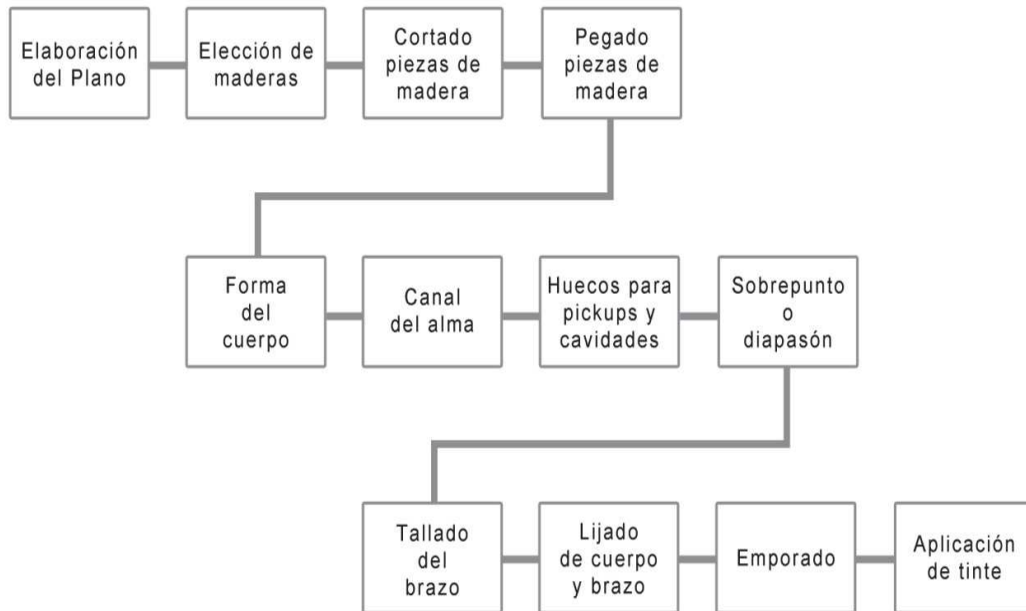 Elaboración
del Plano
Elección de
maderas
Cortado
piezas de
madera
Pegado
piezas de
madera
Forma
del
cuerpo
Canal
del alma
Huecos para
pickups y
cavidades
Sobrepunto
o
diapasón
Tallado
del
brazo
Lijado
de cuerpo
y brazo
Emporado
Aplicación
de tinte